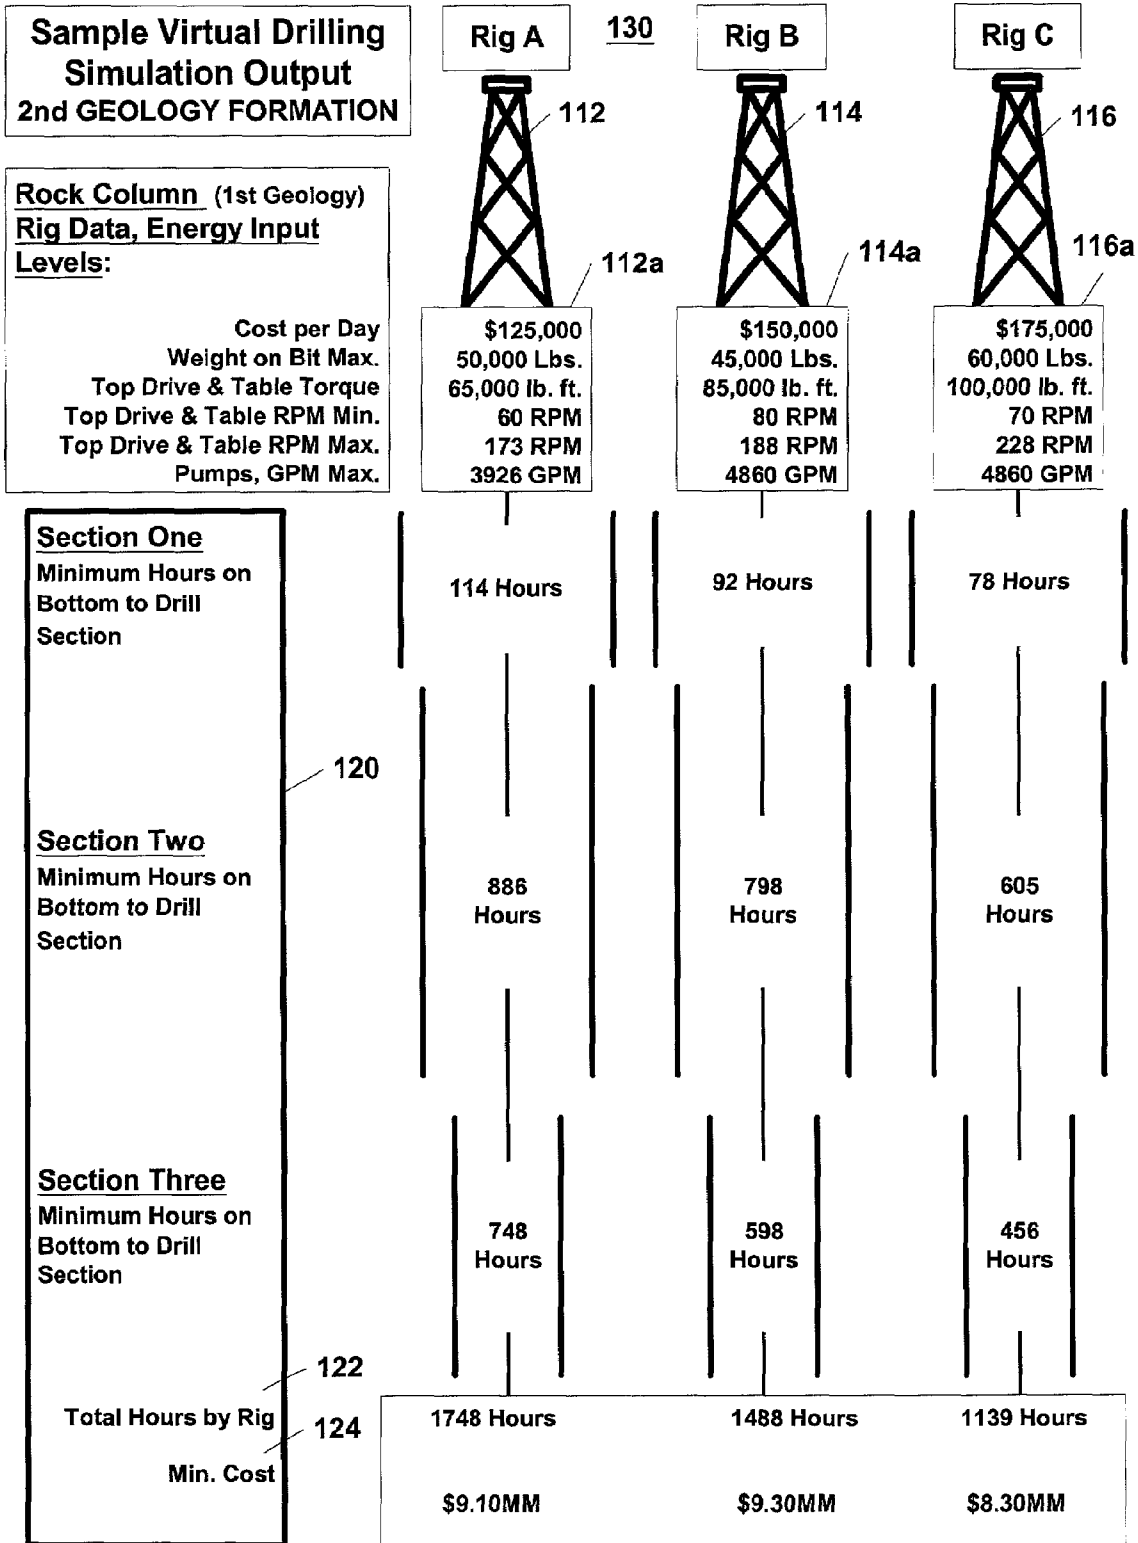 Sample Virtual Drilling
Simulation Output
2nd GEOLOGY FORMATION
Rig A
130
Rig B
Rig C
112
114
116
Rock Column (1st Geology)
Rig Data, Energy Input
Levels:
112a
114a
116a
Cost per Day $125,000 $150,000 $175,000
Weight on Bit Max. 50,000 Lbs. 45,000 Lbs. 60,000 Lbs.
Top Drive & Table Torque 65,000 lb. ft. 85,000 lb. ft. 100,000 lb. ft.
Top Drive & Table RPM Min. 60 RPM 80 RPM 70 RPM
Top Drive & Table RPM Max. 173 RPM 188 RPM 228 RPM
Pumps, GPM Max. 3926 GPM 4860 GPM 4860 GPM
Section One
Minimum Hours on
Bottom to Drill
Section
114 Hours
92 Hours
78 Hours
120
Section Two
Minimum Hours on
Bottom to Drill
Section
886
Hours
798
Hours
605
Hours
Section Three
Minimum Hours on
Bottom to Drill
Section
748
Hours
598
Hours
456
Hours
122
Total Hours by Rig 1748 Hours 1488 Hours 1139 Hours
124
Min. Cost
$9.10MM $9.30MM $8.30MM